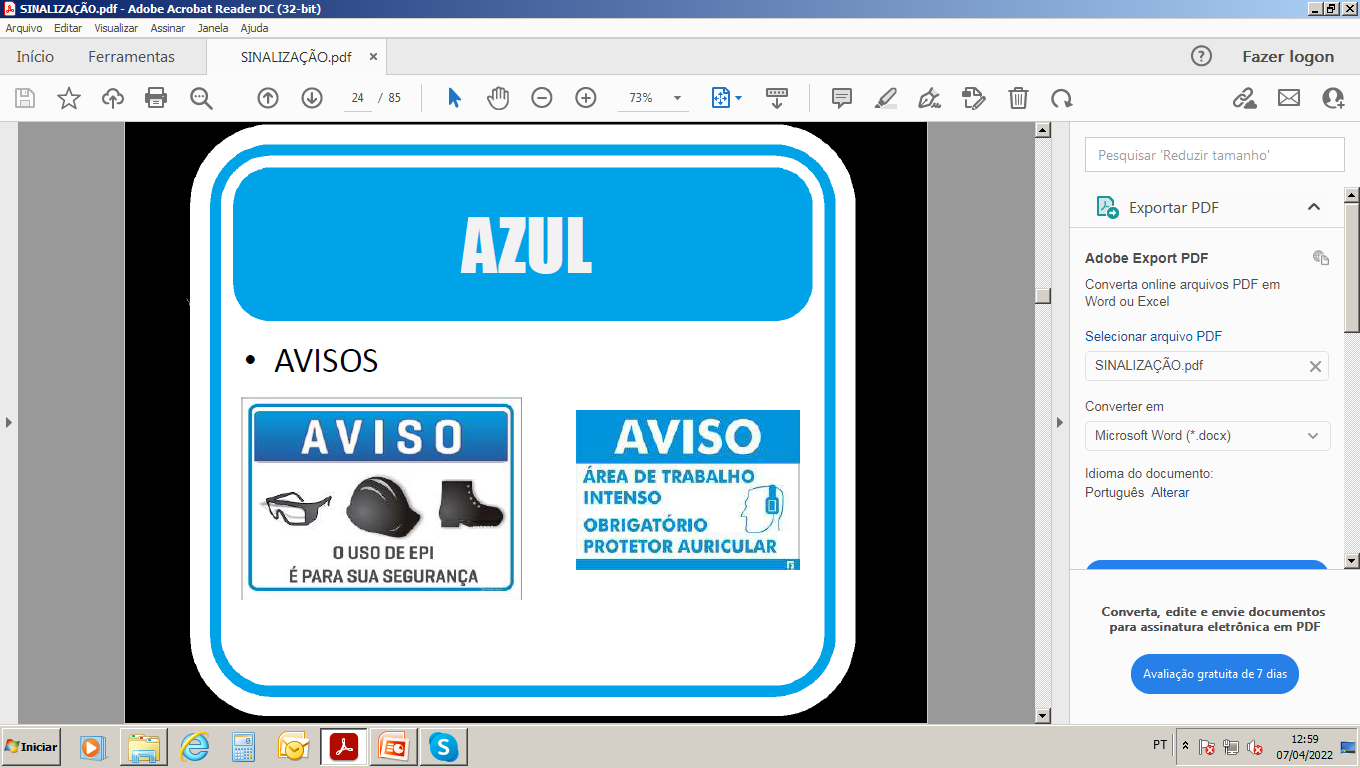 SINALIZAÇÃO.pdf - Adobe Acrobat Reader DC (32-bit)
Arquivo Editar Visualizar Assinar Janela Ajuda
Início Ferramentas SINALIZAÇÃO.pdf Fazer logon
24 / 85 73%
AZUL
• AVISOS
AVISO
O USO DE EPI
É PARA SUA SEGURANÇA
AVISO
ÁREA DE TRABALHO
INTENSO
OBRIGATÓRIO
PROTETOR AURICULAR
Pesquisar 'Reduzir tamanho'
Exportar PDF
Adobe Export PDF
Converta online arquivos PDF em
Word ou Excel
Selecionar arquivo PDF
SINALIZAÇÃO.pdf
Converter em
Microsoft Word (*.docx)
Idioma do documento:
Português Alterar
Converta, edite e envie documentos
para assinatura eletrônica em PDF
Avaliação gratuita de 7 dias
Iniciar
PT
12:59
07/04/2022